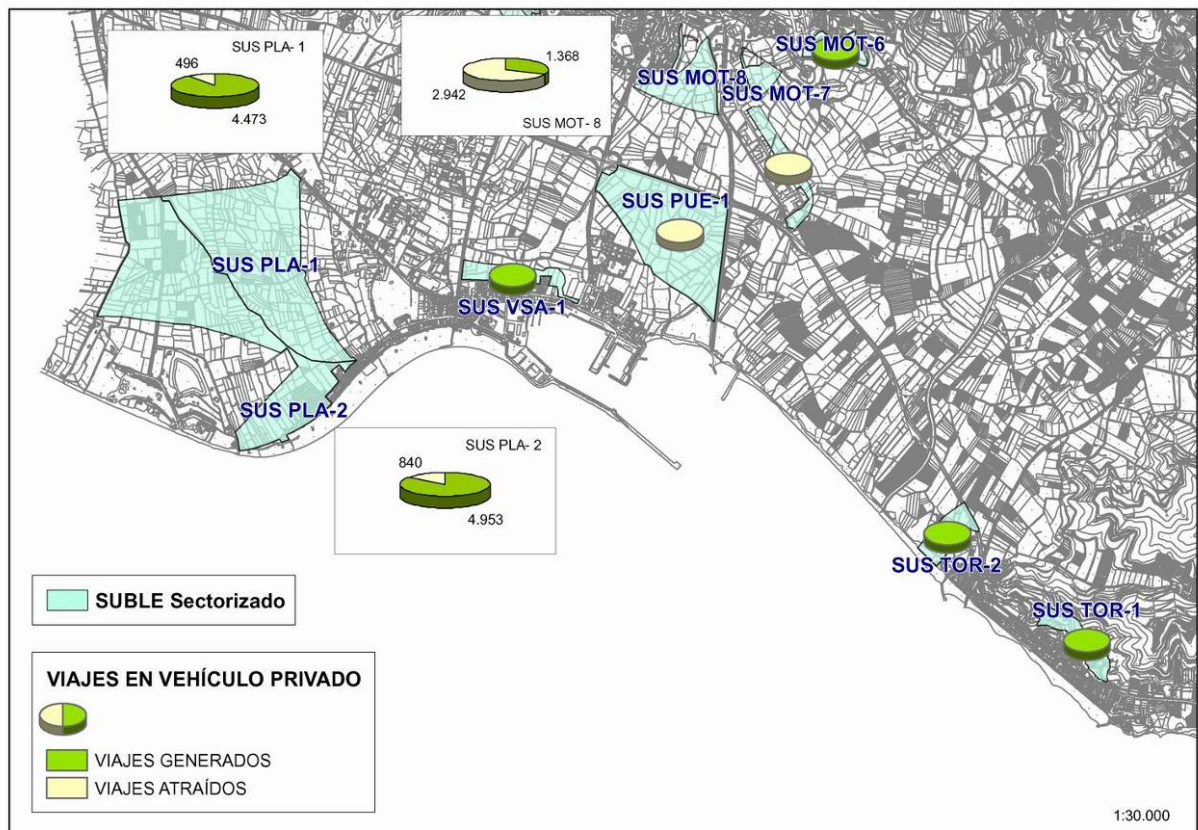 SUS PLA- 1
496
4.473
1.368
2.942
SUS MOT- 8
SUS MOT-6
SUS MOT-8
SUS MOT-7
SUS PUE-1
SUS PLA-1
SUS VSA-1
SUS PLA-2
SUS PLA- 2
840
4.953
SUS TOR-2
SUS TOR-1
SUBLE Sectorizado
VIAJES EN VEHÍCULO PRIVADO
VIAJES GENERADOS
VIAJES ATRAÍDOS
1:30.000